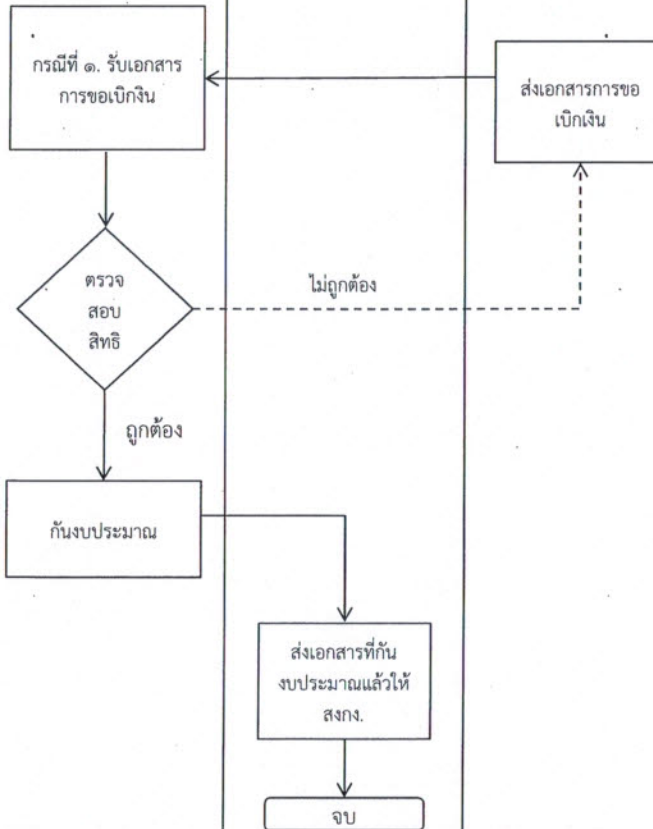 กรณีที่ ๑. รับเอกสาร
การขอเบิกงิน
ส่งเอกสารการขอ
เบิกเงิน
ตรวจ
สอบ
สิทธิ
ไม่ถูกต้อง
ถูกต้อง
กันงบประมาณ
ส่งเอกสารที่กัน
งบประมาณแล้วให้
สงกง.
จบ